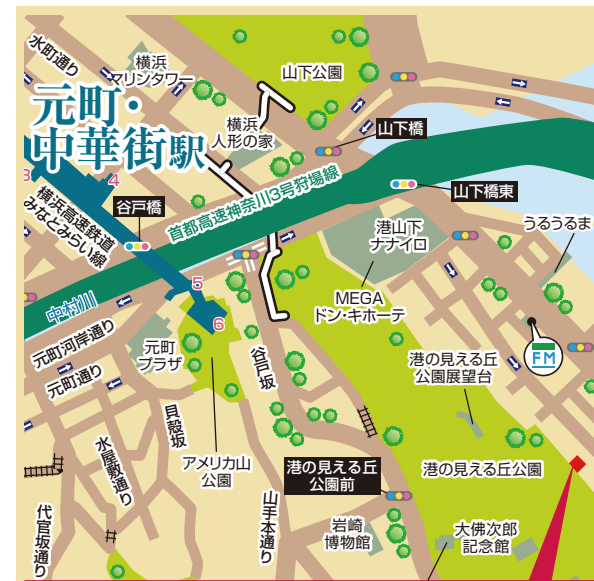 水町通り
横浜
マリンタワー
山下公園
元町・
中華街駅
横浜
人形の家
山下橋
3
4
谷戸橋
首都高速神奈川3号狩場線
山下橋東
横浜高速鉄道
みなとみらい線
港山下
ナナイロ
うるうるま
5
6
中村川
MEGA
ドン・キホーテ
FM
元町河岸通り
元町通り
元町
プラザ
谷戸坂
港の見える丘
公園展望台
貝殻坂
水屋敷通り
アメリカ山
公園
港の見える丘
公園前
港の見える丘公園
代官坂通り
山手本通り
岩崎
博物館
大佛次郎
記念館